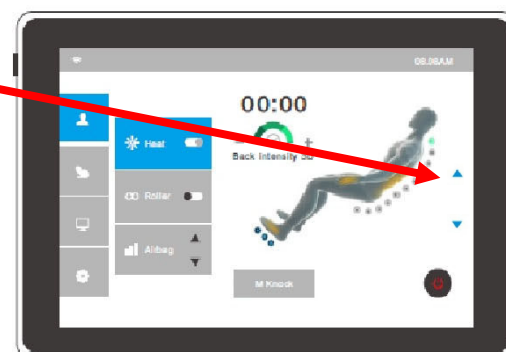 08:08AM
00:00
Heat
Back Intensity
Roller
Airbag
M Knock